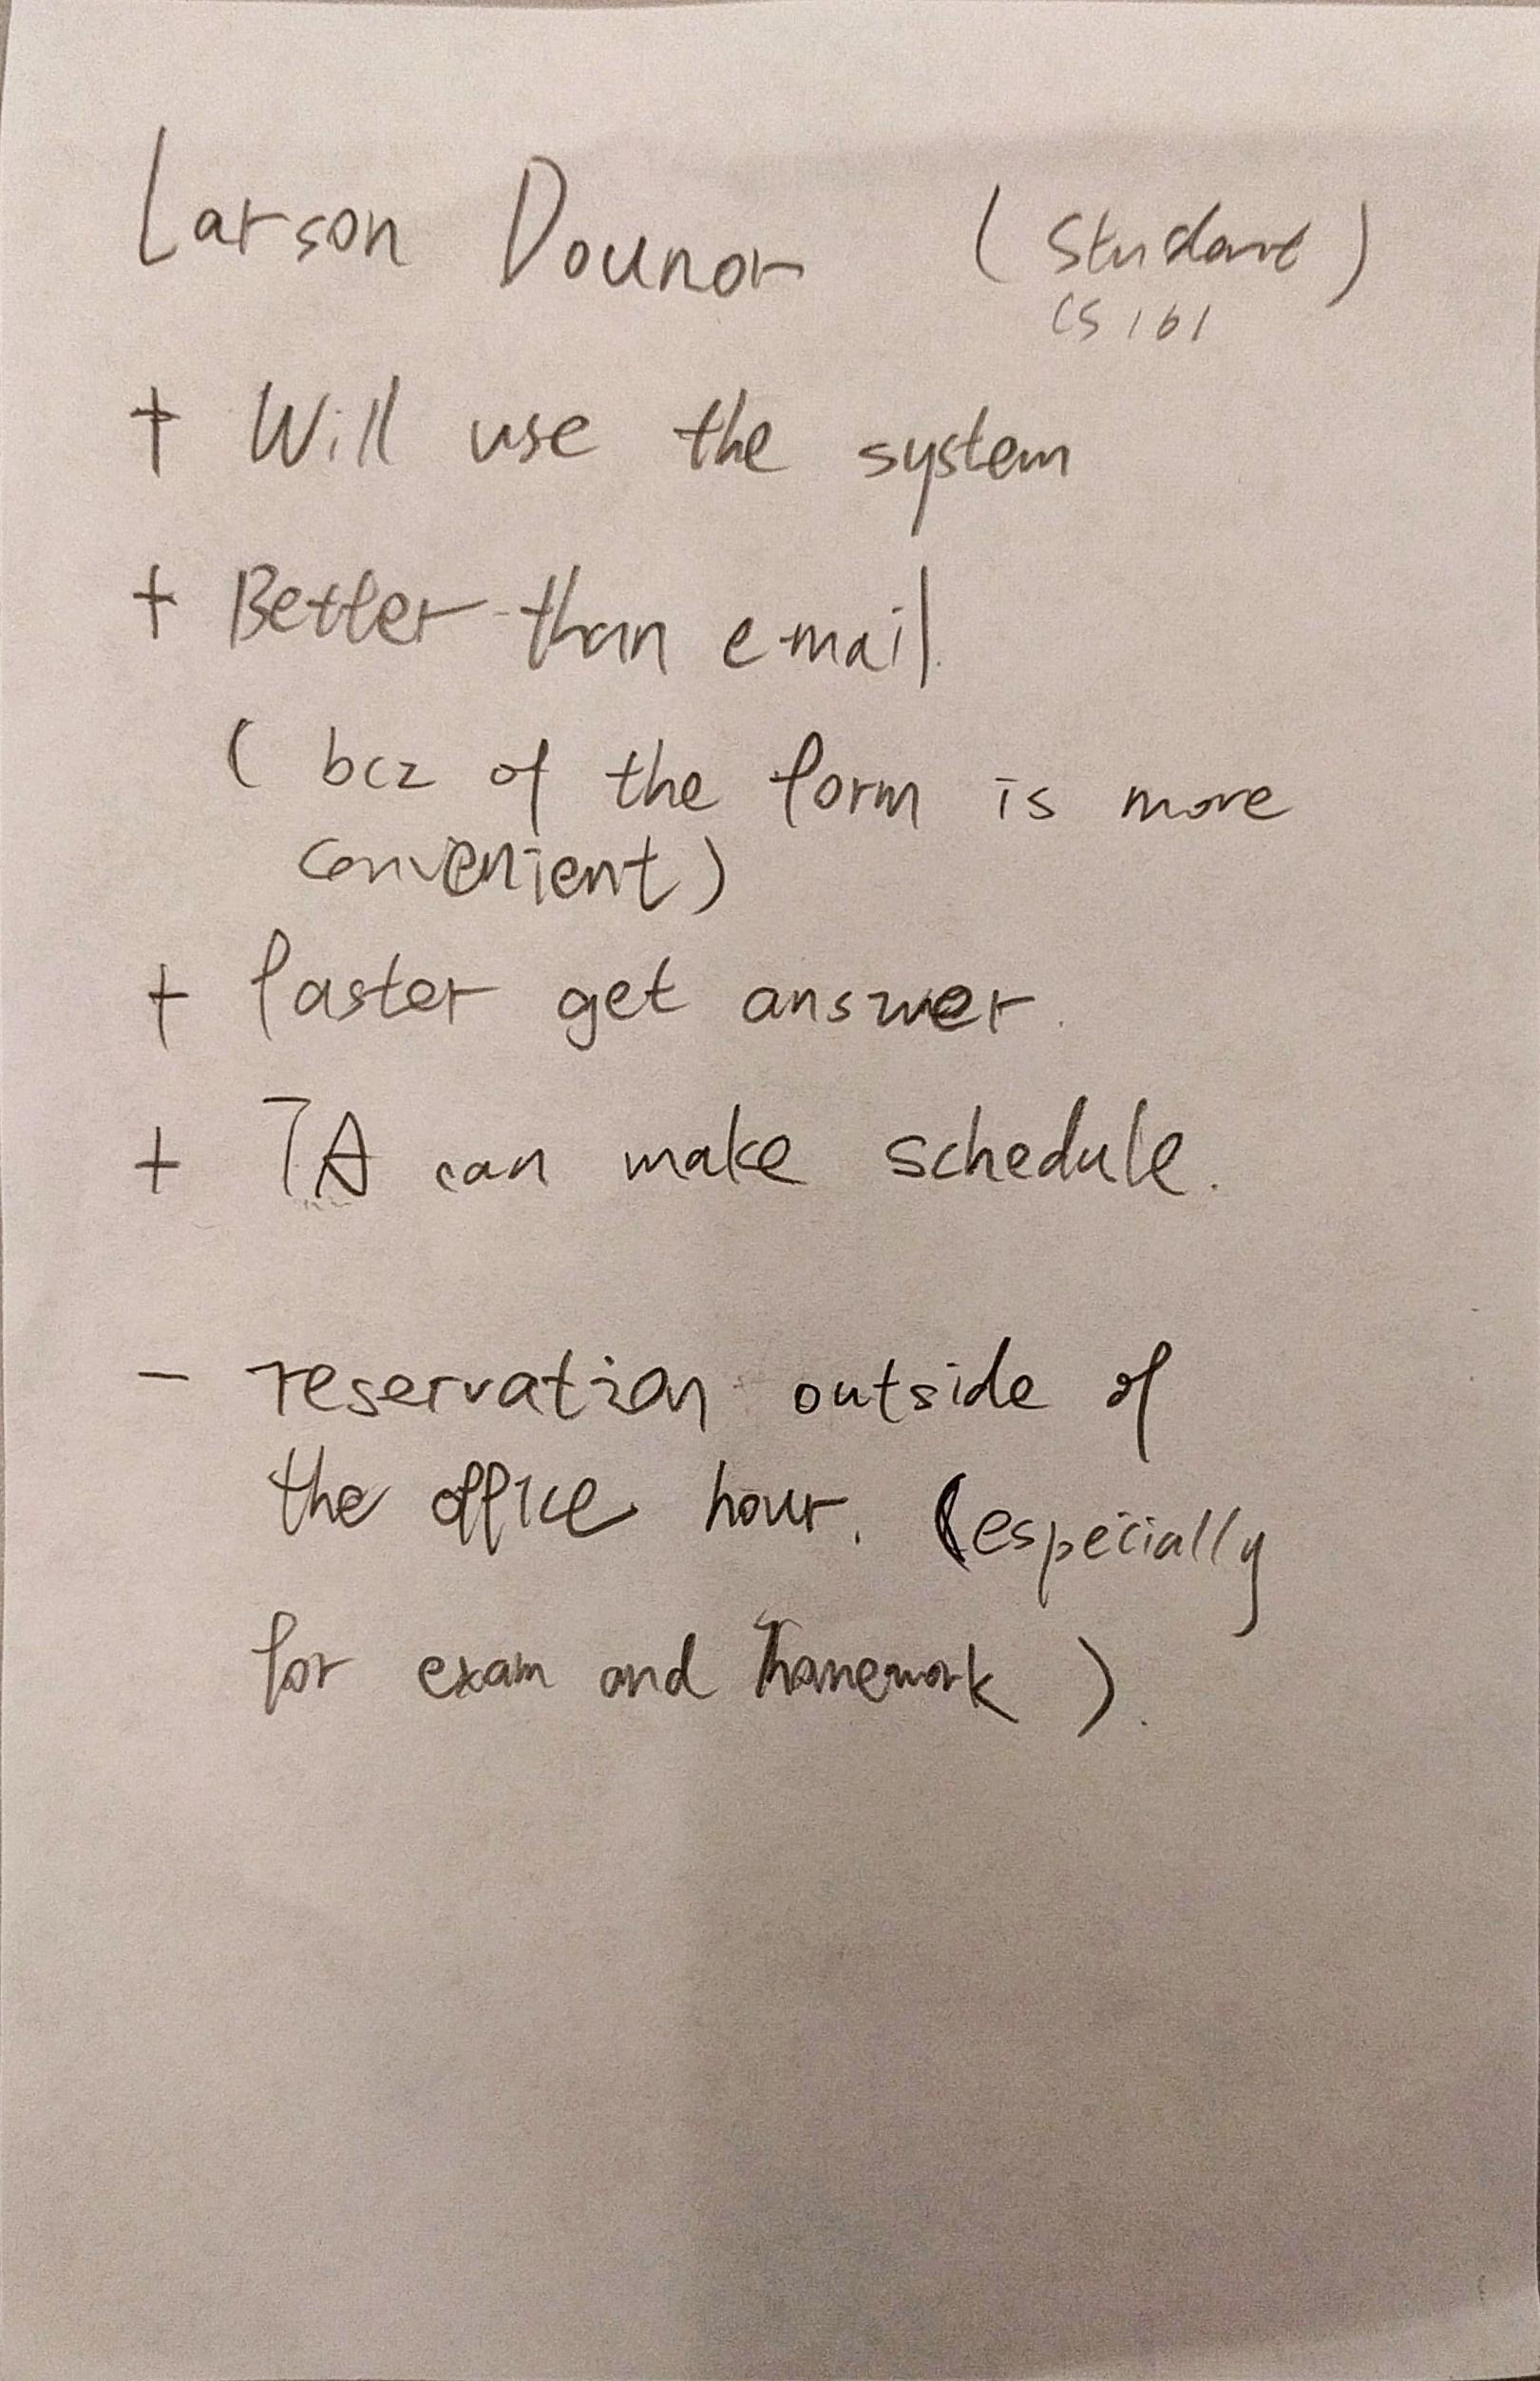 Larson Dounor (Student)
CS 161
+ Will use the system
+ Better than email.
( bcz of the form is more
convenient)
+ faster get answer.
+ TA can make schedule.
- reservation outside of
the office hour. (especially
for exam and homework).